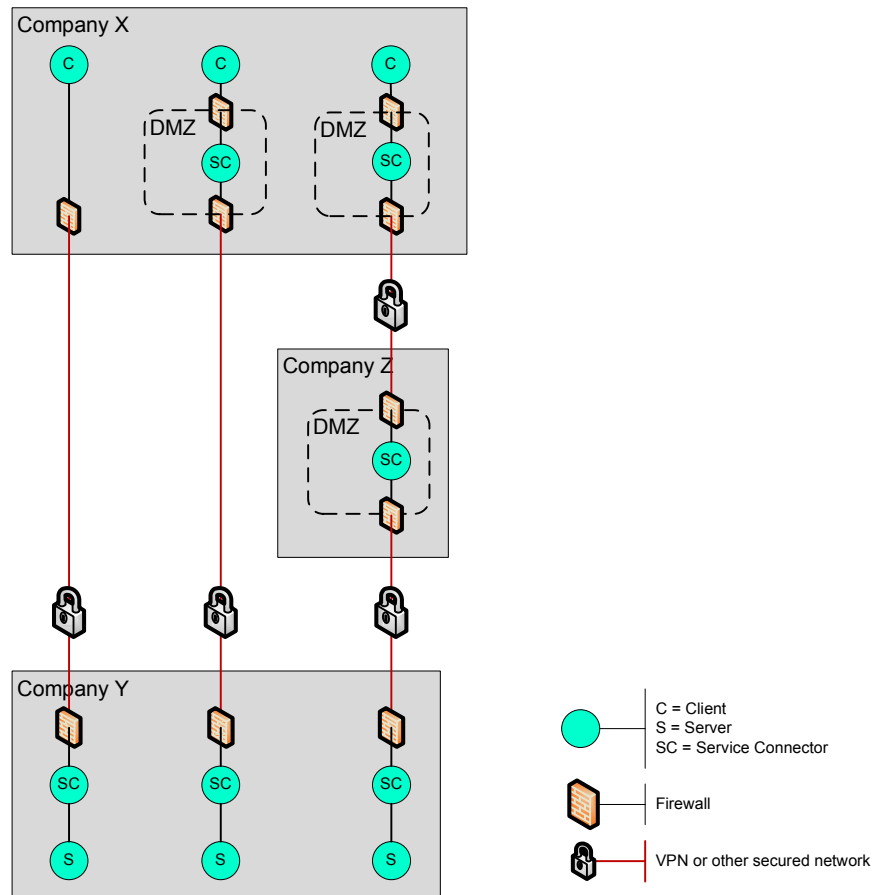 Company X
C
C
C
DMZ
DMZ
SC
SC
Company Z
DMZ
SC
Company Y
SC
SC
SC
S
S
S
C = Client
S = Server
SC = Service Connector
Firewall
VPN or other secured network